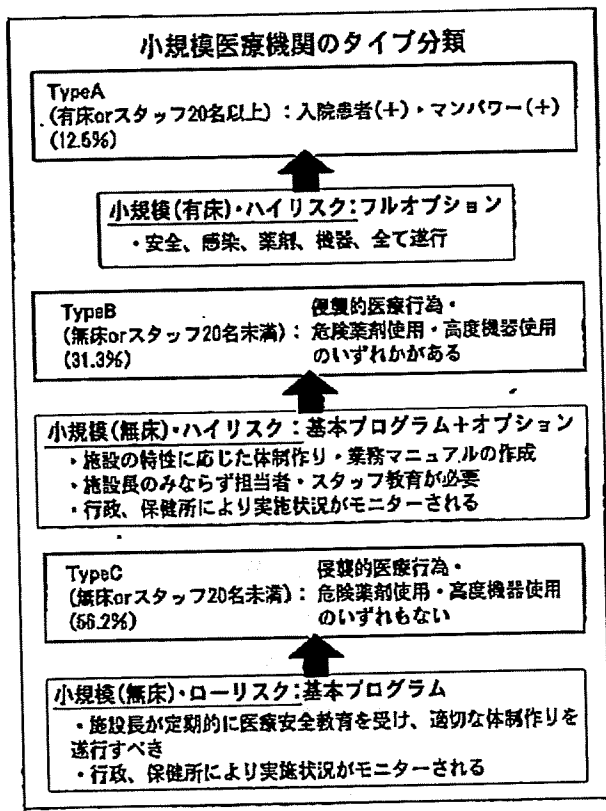 小規模医療機関のタイプ分類
TypeA
(有床orスタッフ20名以上)：入院患者(＋)・マンパワー(＋)
(12.5%)
小規模(有床)・ハイリスク：フルオプション
・安全、感染、薬剤、機器、全て遂行
TypeB 侵襲的医療行為・
(無床orスタッフ20名未満)：危険薬剤使用・高度機器使用
(31.3%) のいずれかがある
小規模(無床)・ハイリスク：基本プログラム＋オプション
・施設の特性に応じた体制作り・業務マニュアルの作成
・施設長のみならず担当者・スタッフ教育が必要
・行政、保健所により実施状況がモニターされる
TypeC 侵襲的医療行為・
(無床orスタッフ20名未満)：危険薬剤使用・高度機器使用
(56.2%) のいずれもない
小規模(無床)・ローリスク：基本プログラム
・施設長が定期的に医療安全教育を受け、適切な体制作りを
遂行すべき
・行政、保健所により実施状況がモニターされる